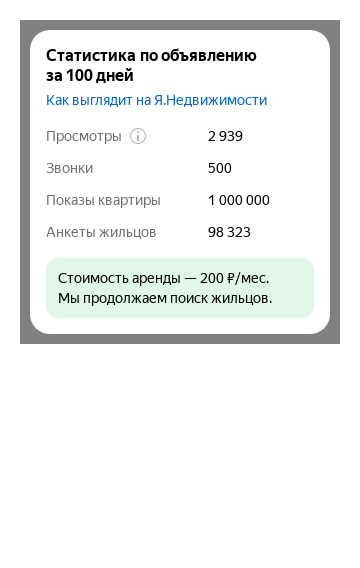 Статистика по объявлению
за 100 дней
Как выглядит на Я.Недвижимости
Просмотры 2 939
Звонки 500
Показы квартиры 1 000 000
Анкеты жильцов 98 323
Стоимость аренды — 200 ₽/мес.
Мы продолжаем поиск жильцов.